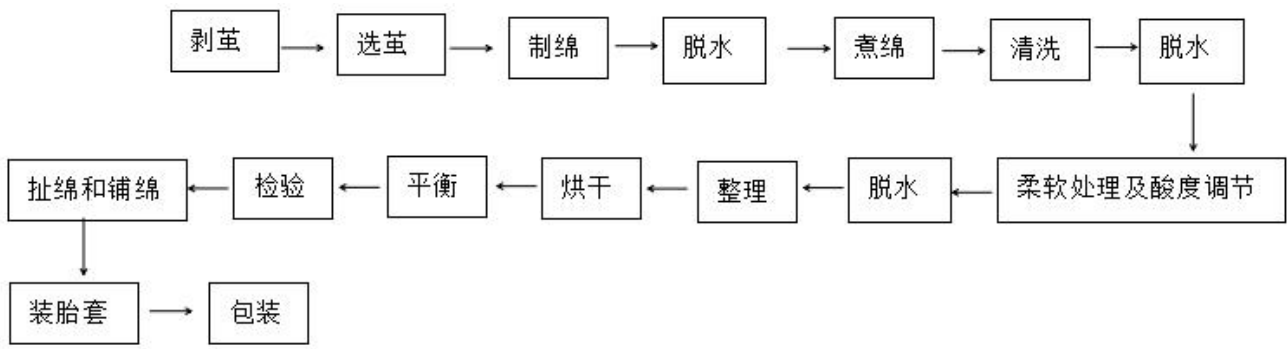 剥茧 选茧 制绵 脱水 煮绵 清洗 脱水
扯绵和铺绵 检验 平衡 烘干 整理 脱水 柔软处理及酸度调节
装胎套 包装